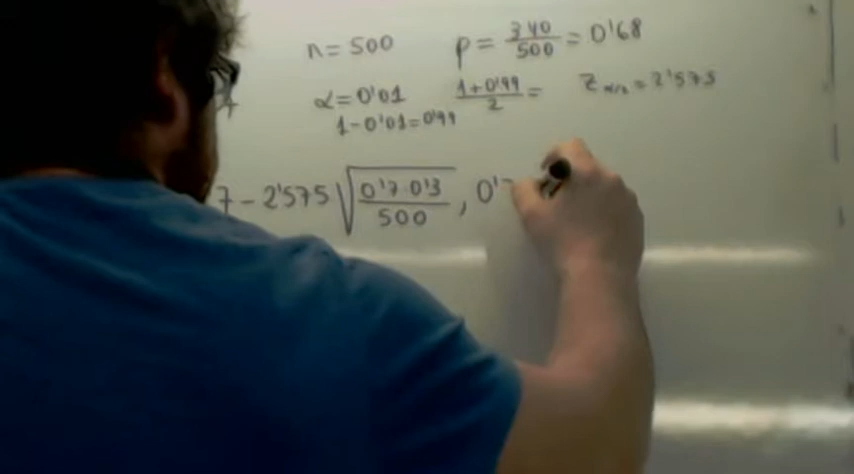 n = 500 p = 340/500 = 0'68
α = 0'01 (1+0'99)/2 = Z α/2 = 2'575
1 - 0'01 = 0'99
7 - 2'575 √(0'7·0'3/500), 0'7